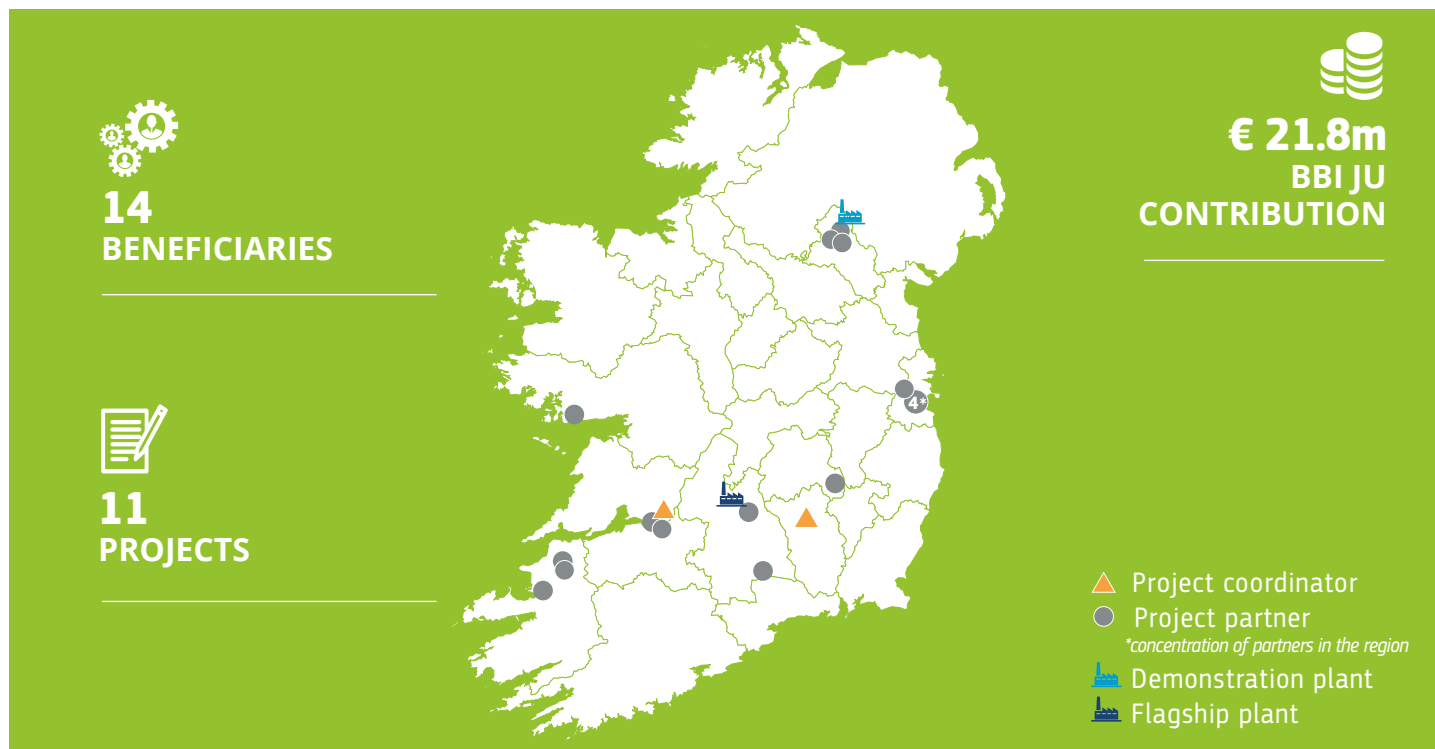 14
BENEFICIARIES
11
PROJECTS
€ 21.8m
BBI JU
CONTRIBUTION
4*
Project coordinator
Project partner
*concentration of partners in the region
Demonstration plant
Flagship plant